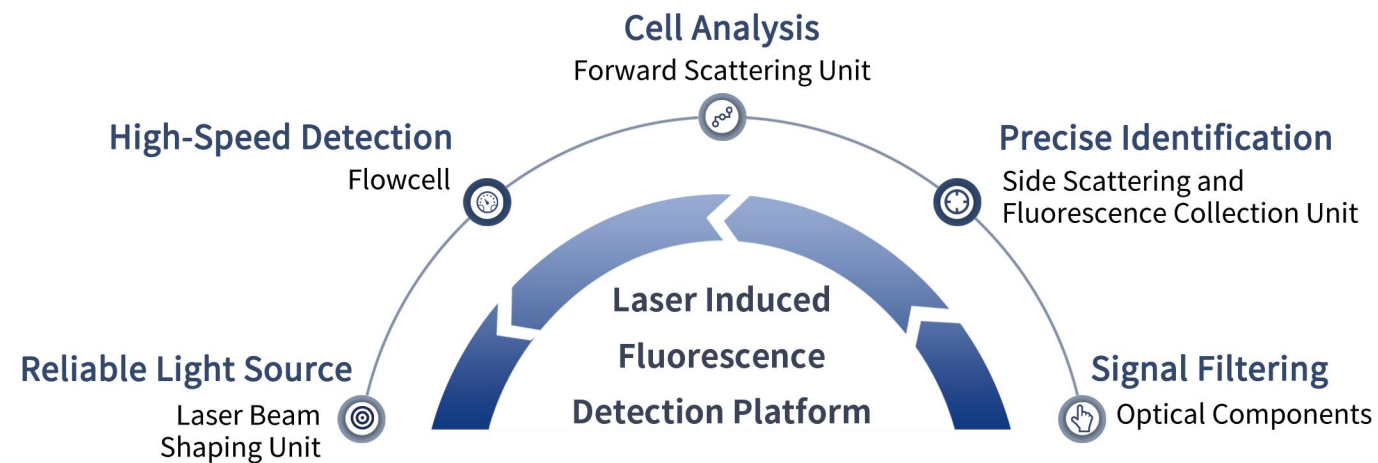 Cell Analysis
Forward Scattering Unit
High-Speed Detection
Flowcell
Precise Identification
Side Scattering and
Fluorescence Collection Unit
Laser Induced
Fluorescence
Detection Platform
Reliable Light Source
Laser Beam
Shaping Unit
Signal Filtering
Optical Components